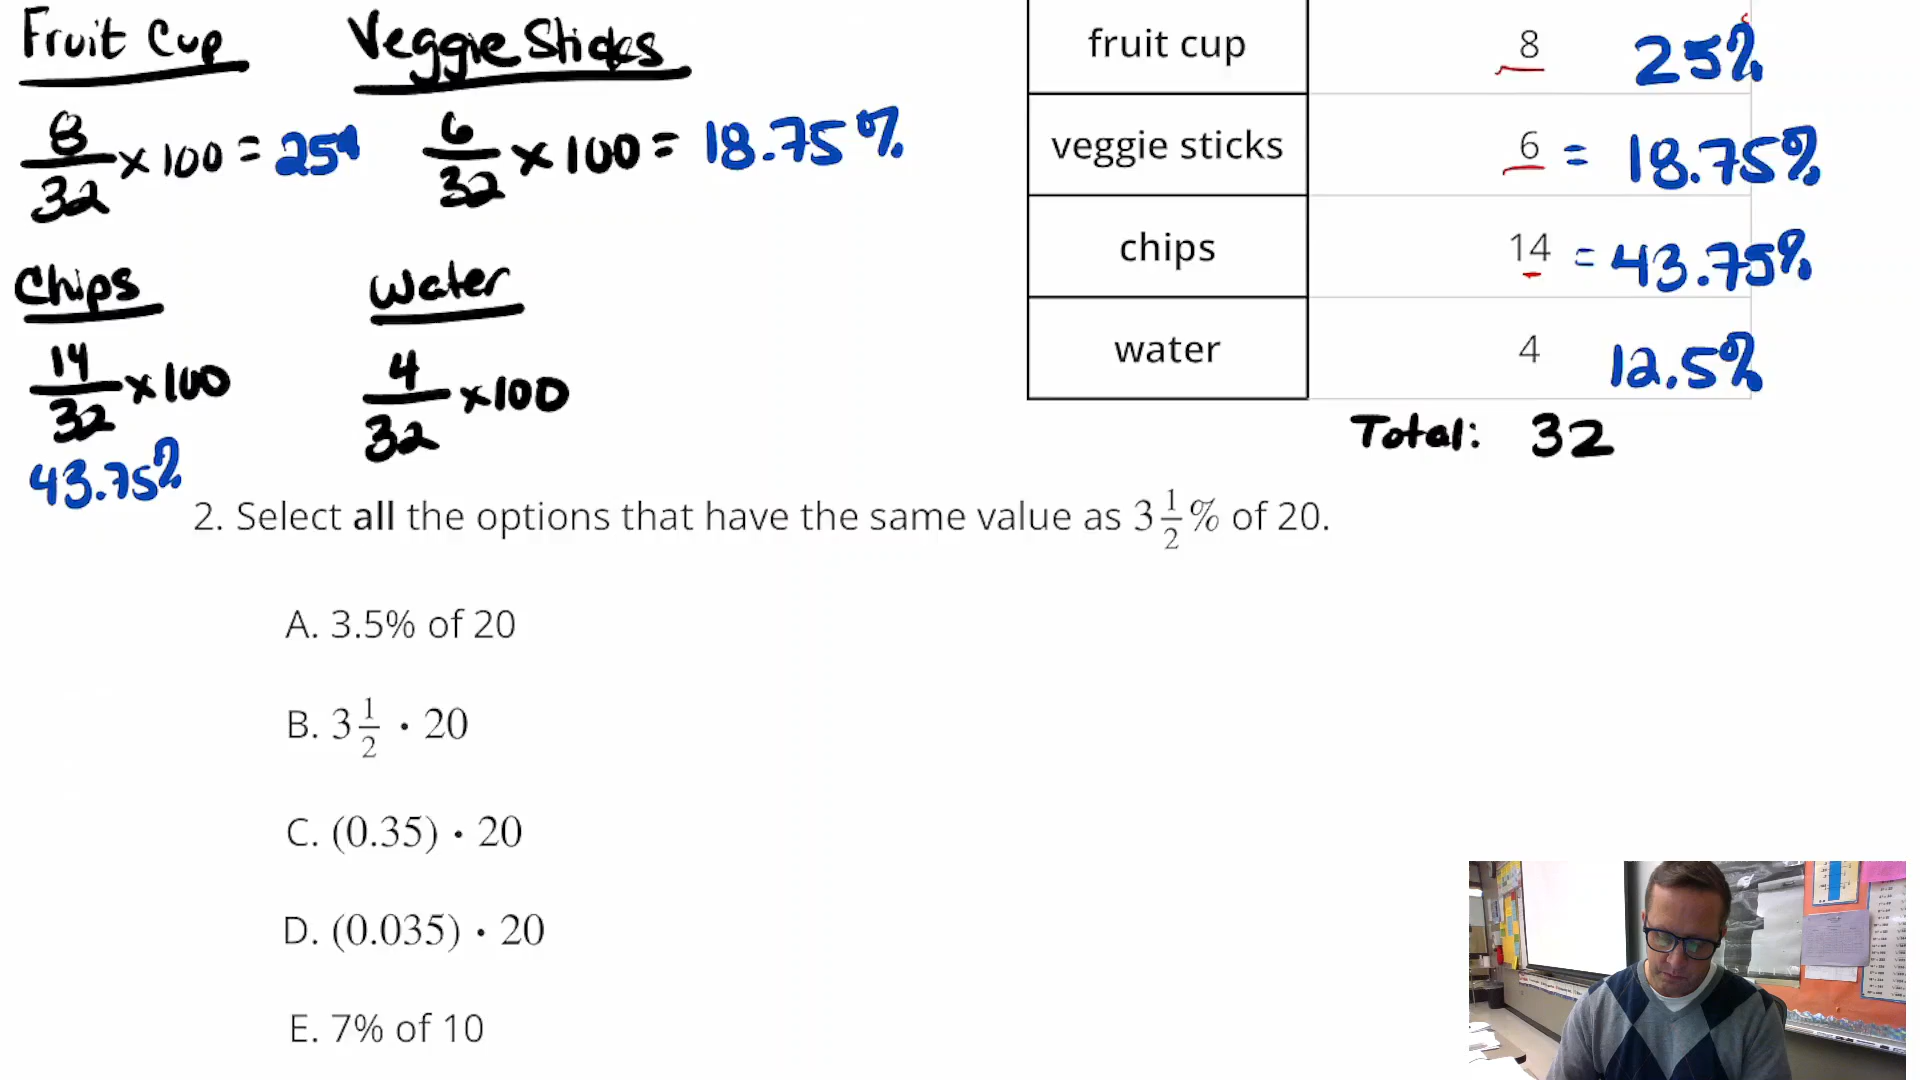 Fruit Cup
8/32 x 100 = 25%
Veggie Sticks
6/32 x 100 = 18.75%
Chips
14/32 x 100
43.75%
Water
4/32 x 100
fruit cup 8 25%
veggie sticks 6 = 18.75%
chips 14 = 43.75%
water 4 12.5%
Total: 32
2. Select all the options that have the same value as 3 1/2 % of 20.
A. 3.5% of 20
B. 3 1/2 · 20
C. (0.35) · 20
D. (0.035) · 20
E. 7% of 10